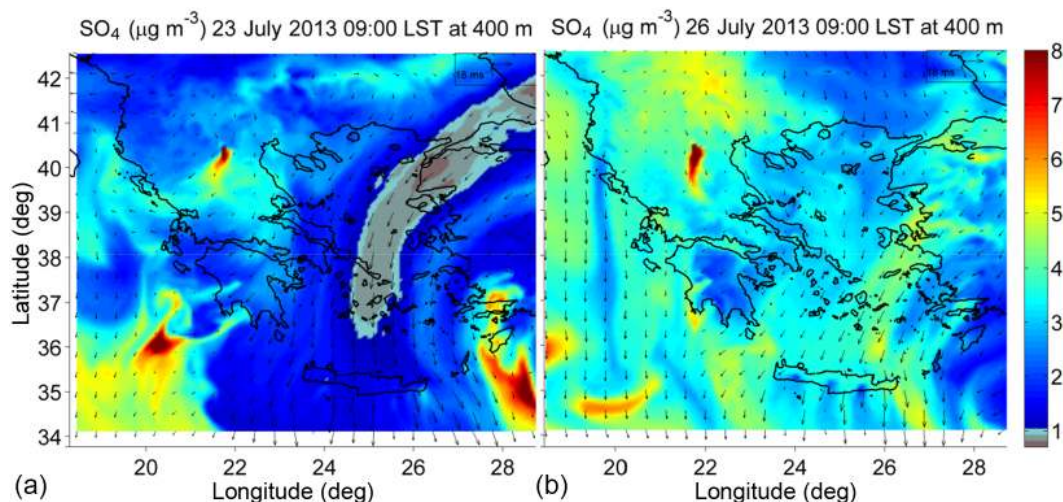 SO₄ (μg m⁻³) 23 July 2013 09:00 LST at 400 m
SO₄ (μg m⁻³) 26 July 2013 09:00 LST at 400 m
18 ms
42
41
40
39
38
37
36
35
34
Latitude (deg)
20 22 24 26 28
Longitude (deg)
(a)
20 22 24 26 28
Longitude (deg)
(b)
8
7
6
5
4
3
2
1